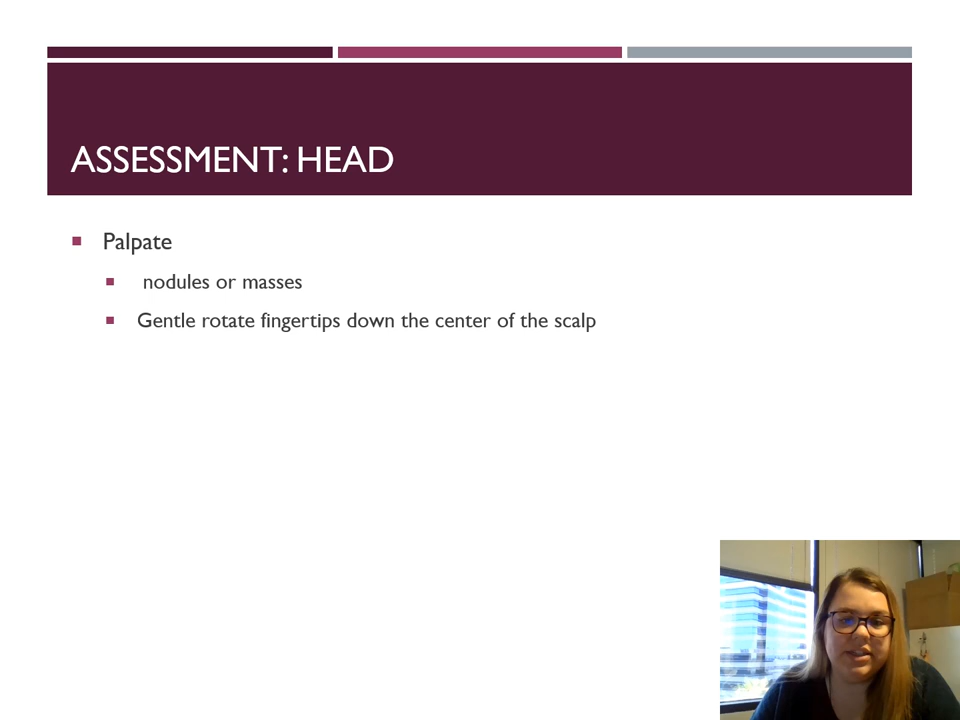 ASSESSMENT: HEAD
Palpate
nodules or masses
Gentle rotate fingertips down the center of the scalp